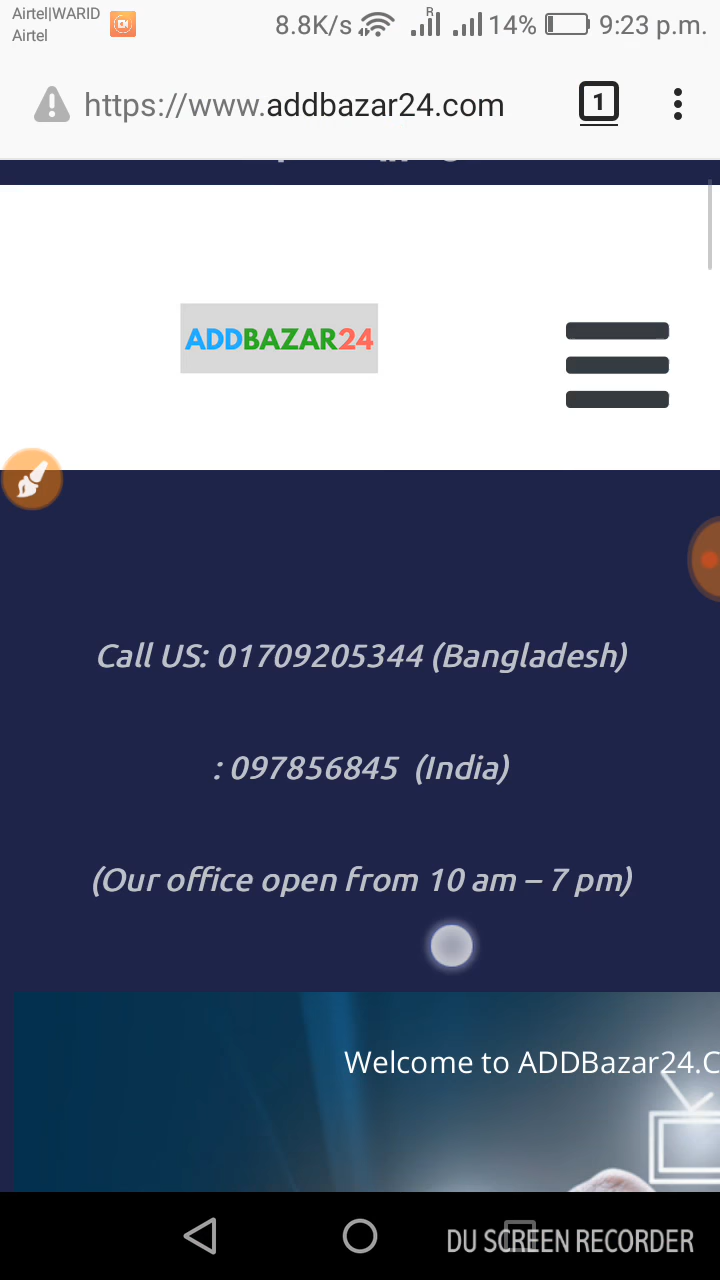 Airtel|WARID
Airtel
8.8K/s R 14% 9:23 p.m.
https://www.addbazar24.com 1
ADDBAZAR24
Call US: 01709205344 (Bangladesh)
: 097856845 (India)
(Our office open from 10 am – 7 pm)
Welcome to ADDBazar24.C
DU SCREEN RECORDER